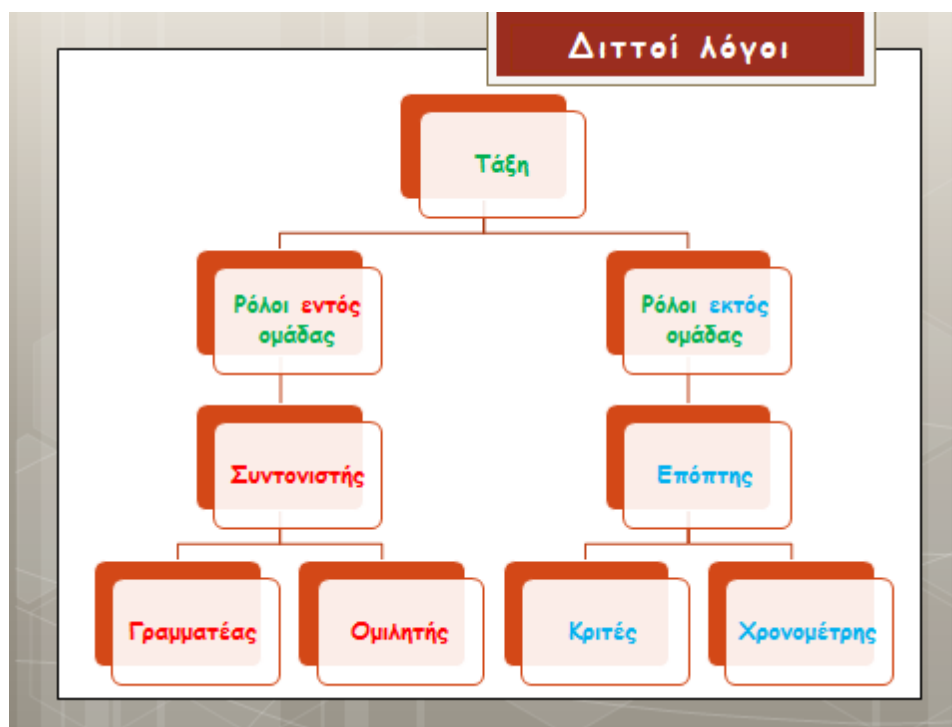 Διττοί λόγοι
Τάξη
Ρόλοι εντός
ομάδας
Ρόλοι εκτός
ομάδας
Συντονιστής
Επόπτης
Γραμματέας
Ομιλητής
Κριτές
Χρονομέτρης